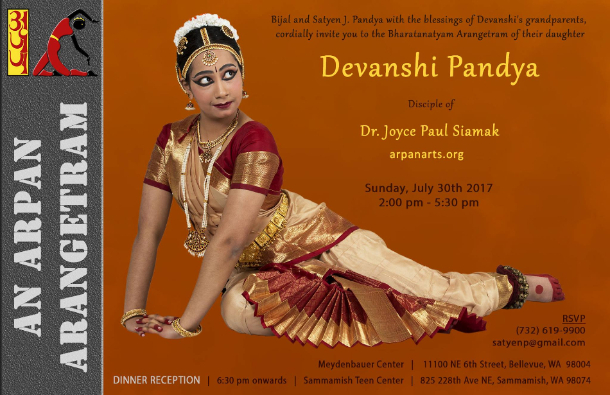 AN ARPAN
ARANGETRAM
Bijal and Satyen J. Pandya with the blessings of Devanshi's grandparents,
cordially invite you to the Bharatanatyam Arangetram of their daughter
Devanshi Pandya
Disciple of
Dr. Joyce Paul Siamak
arpanarts.org
Sunday, July 30th 2017
2:00 pm - 5:30 pm
RSVP
(732) 619-9900
satyenp@gmail.com
Meydenbauer Center | 11100 NE 6th Street, Bellevue, WA 98004
DINNER RECEPTION | 6:30 pm onwards | Sammamish Teen Center | 825 228th Ave NE, Sammamish, WA 98074